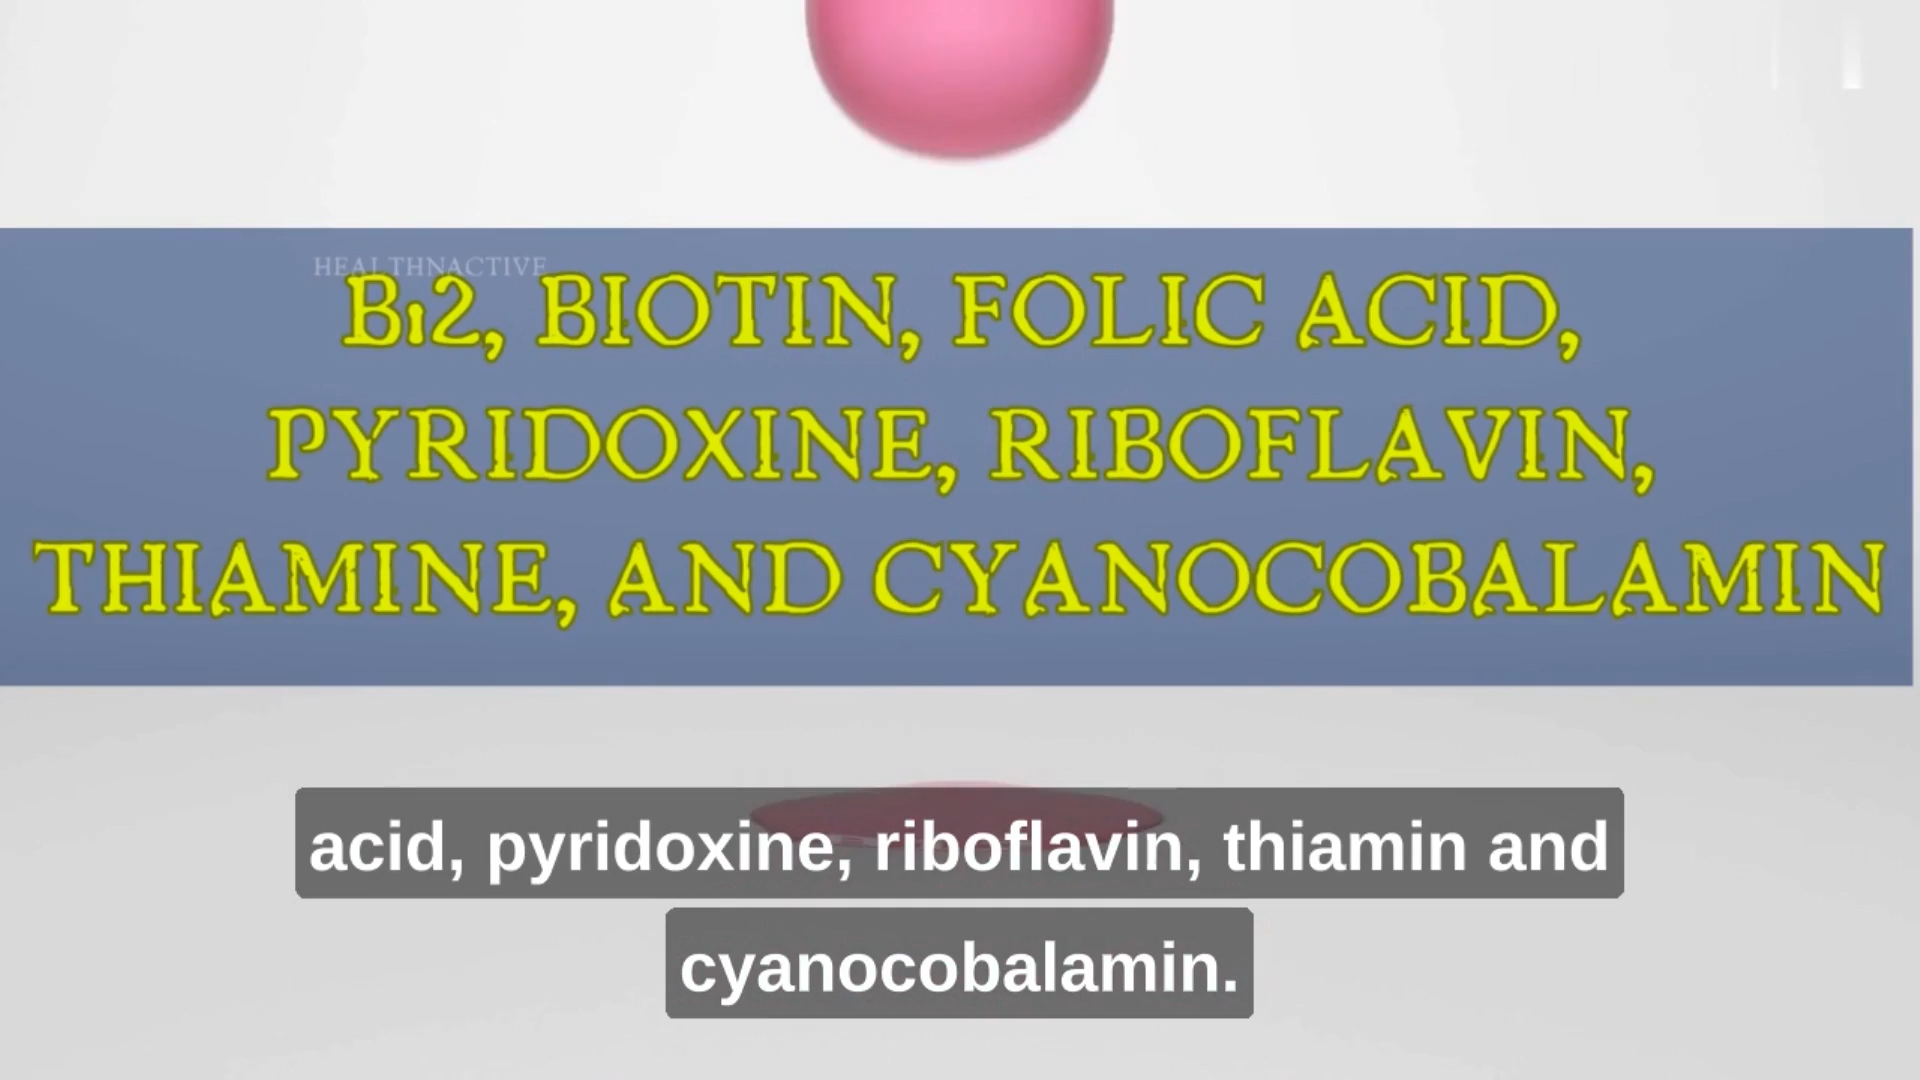 HEALTHNACTIVE
B12, BIOTIN, FOLIC ACID,
PYRIDOXINE, RIBOFLAVIN,
THIAMINE, AND CYANOCOBALAMIN
acid, pyridoxine, riboflavin, thiamin and
cyanocobalamin.